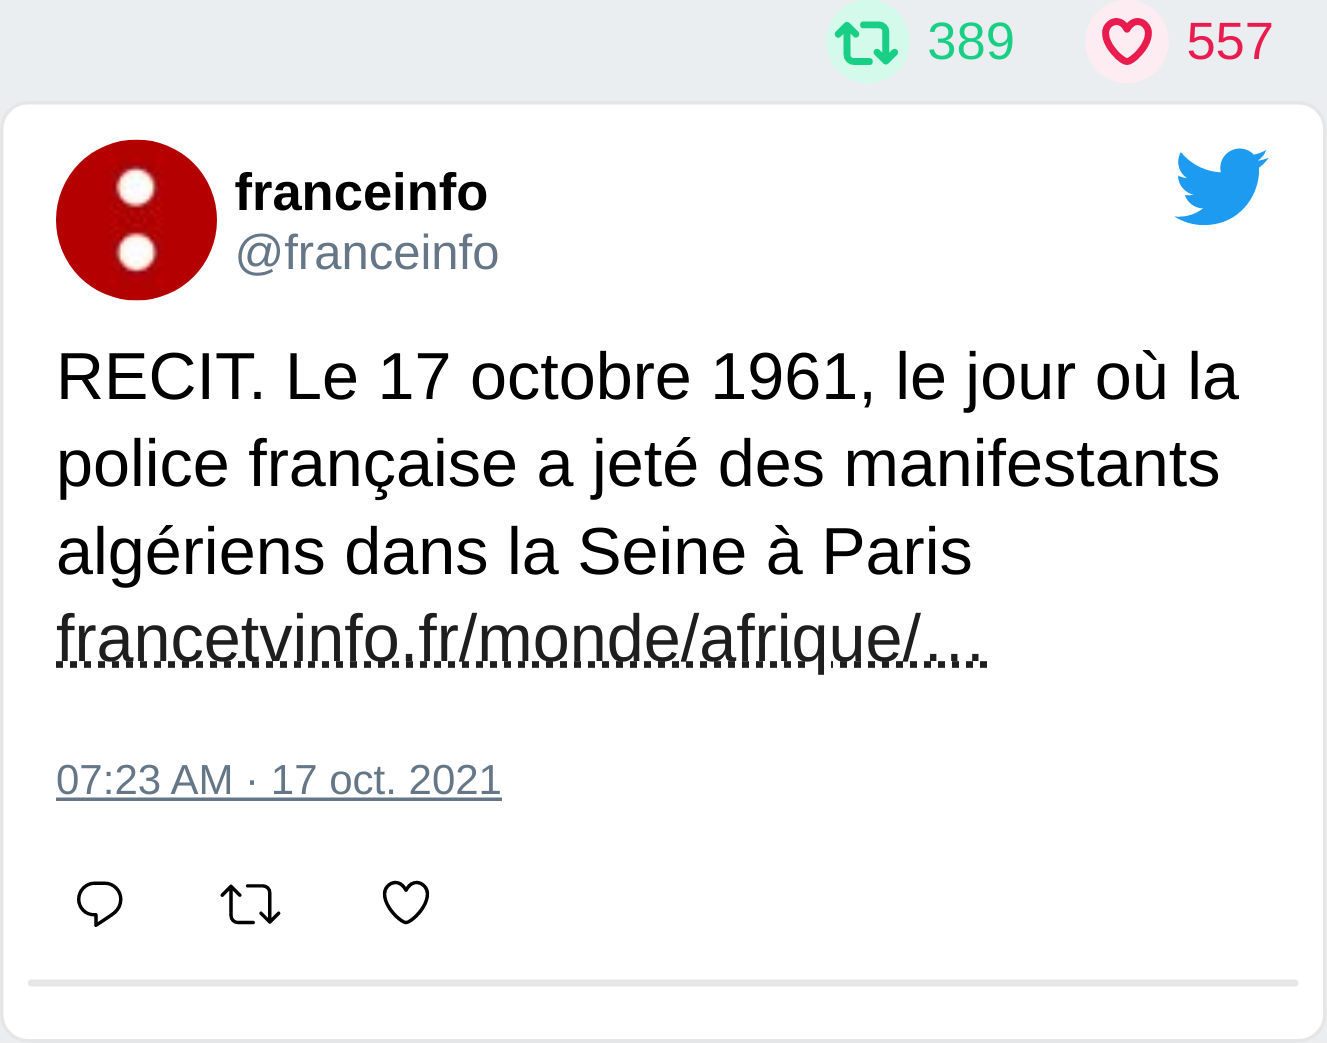 389 557
franceinfo
@franceinfo
RECIT. Le 17 octobre 1961, le jour où la
police française a jeté des manifestants
algériens dans la Seine à Paris
francetvinfo.fr/monde/afrique/…
07:23 AM · 17 oct. 2021